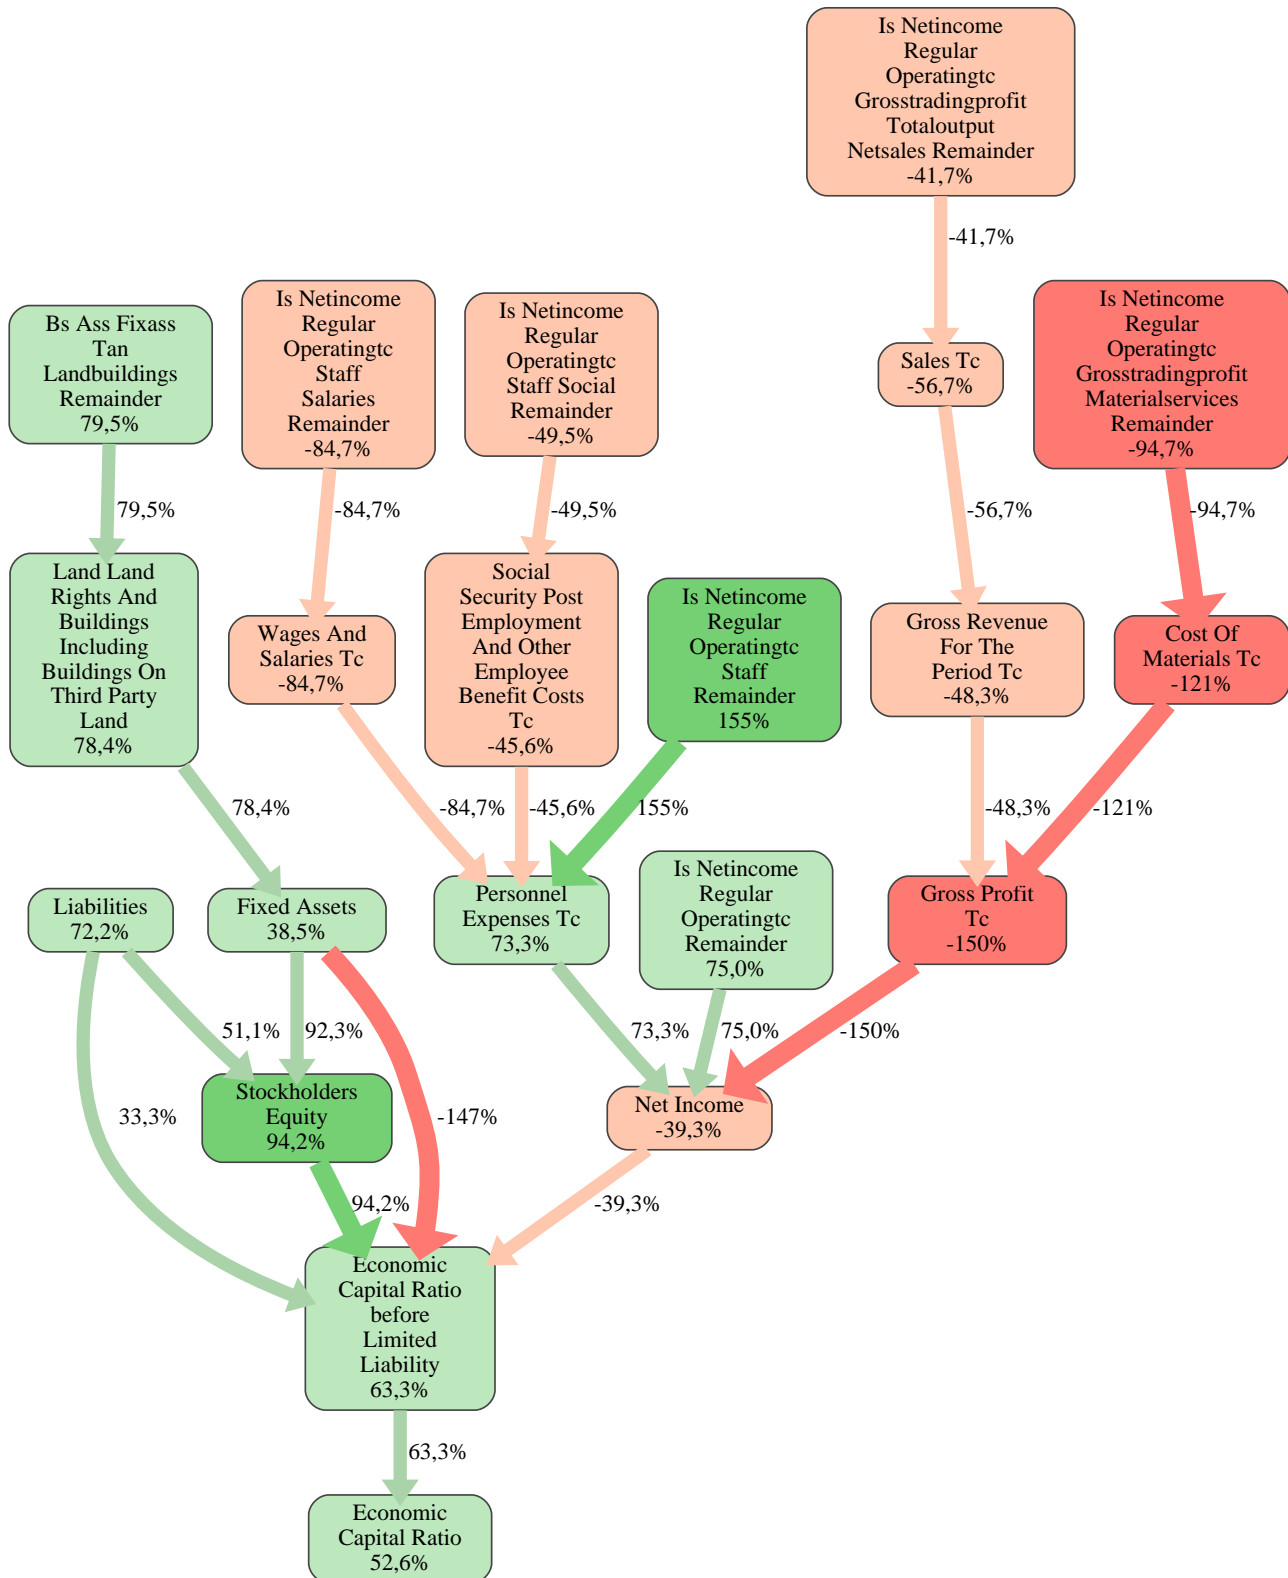 Is Netincome
Regular
Operatingtc
Grosstradingprofit
Totaloutput
Netsales Remainder
-41,7%
-41,7%
Bs Ass Fixass
Tan
Landbuildings
Remainder
79,5%
Is Netincome
Regular
Operatingtc
Staff
Salaries
Remainder
-84,7%
Is Netincome
Regular
Operatingtc
Staff Social
Remainder
-49,5%
Sales Tc
-56,7%
Is Netincome
Regular
Operatingtc
Grosstradingprofit
Materialservices
Remainder
-94,7%
79,5%
-84,7%
-49,5%
-56,7%
-94,7%
Land Land
Rights And
Buildings
Including
Buildings On
Third Party
Land
78,4%
Wages And
Salaries Tc
-84,7%
Social
Security Post
Employment
And Other
Employee
Benefit Costs
Tc
-45,6%
Is Netincome
Regular
Operatingtc
Staff
Remainder
155%
Gross Revenue
For The
Period Tc
-48,3%
Cost Of
Materials Tc
-121%
78,4%
-84,7%
-45,6%
155%
-48,3%
-121%
Liabilities
72,2%
Fixed Assets
38,5%
Personnel
Expenses Tc
73,3%
Is Netincome
Regular
Operatingtc
Remainder
75,0%
Gross Profit
Tc
-150%
51,1%
92,3%
73,3%
75,0%
-150%
33,3%
Stockholders
Equity
94,2%
-147%
Net Income
-39,3%
94,2%
-39,3%
Economic
Capital Ratio
before
Limited
Liability
63,3%
63,3%
Economic
Capital Ratio
52,6%